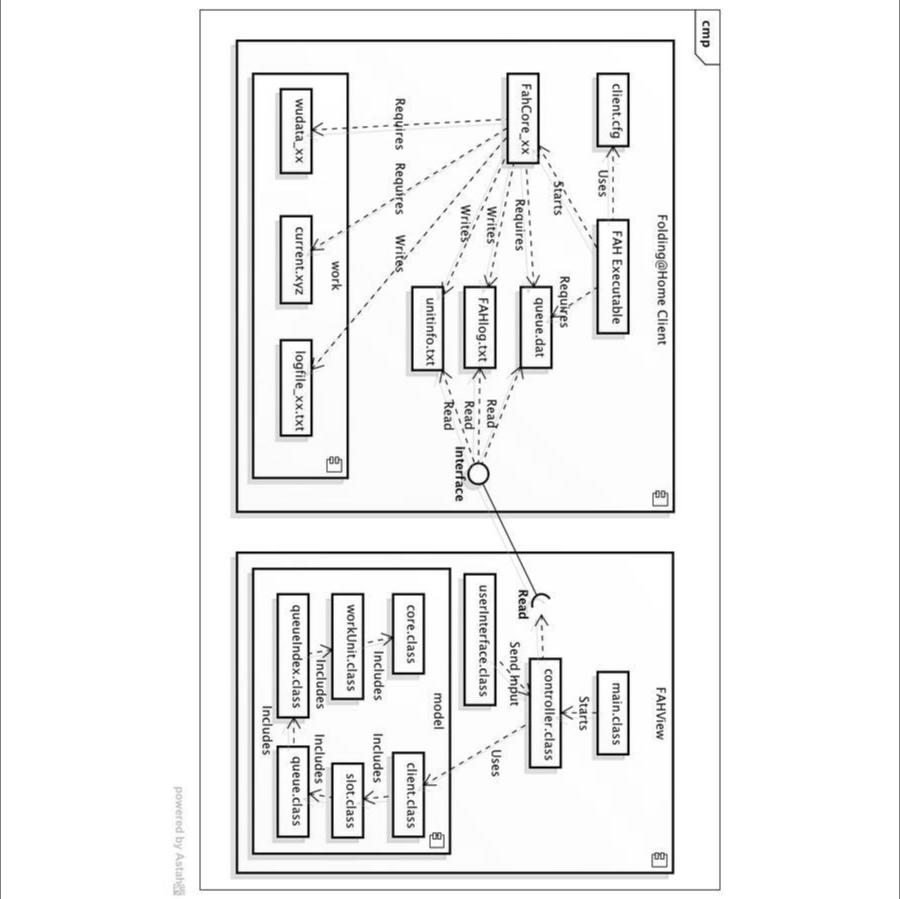 cmp
Folding@Home Client
client.cfg
Uses
FAH Executable
Starts
Requires
FahCore_xx
Requires
queue.dat
Read
Writes
FAHlog.txt
Read
Writes
unitinfo.txt
Read
Interface
Requires
Requires
Writes
work
wudata_xx
current.xyz
logfile_xx.txt
FAHView
main.class
Starts
Read
controller.class
Send Input
userInterface.class
Uses
model
core.class
client.class
Includes
Includes
workUnit.class
slot.class
Includes
Includes
queueIndex.class
queue.class
Includes
powered by Astah